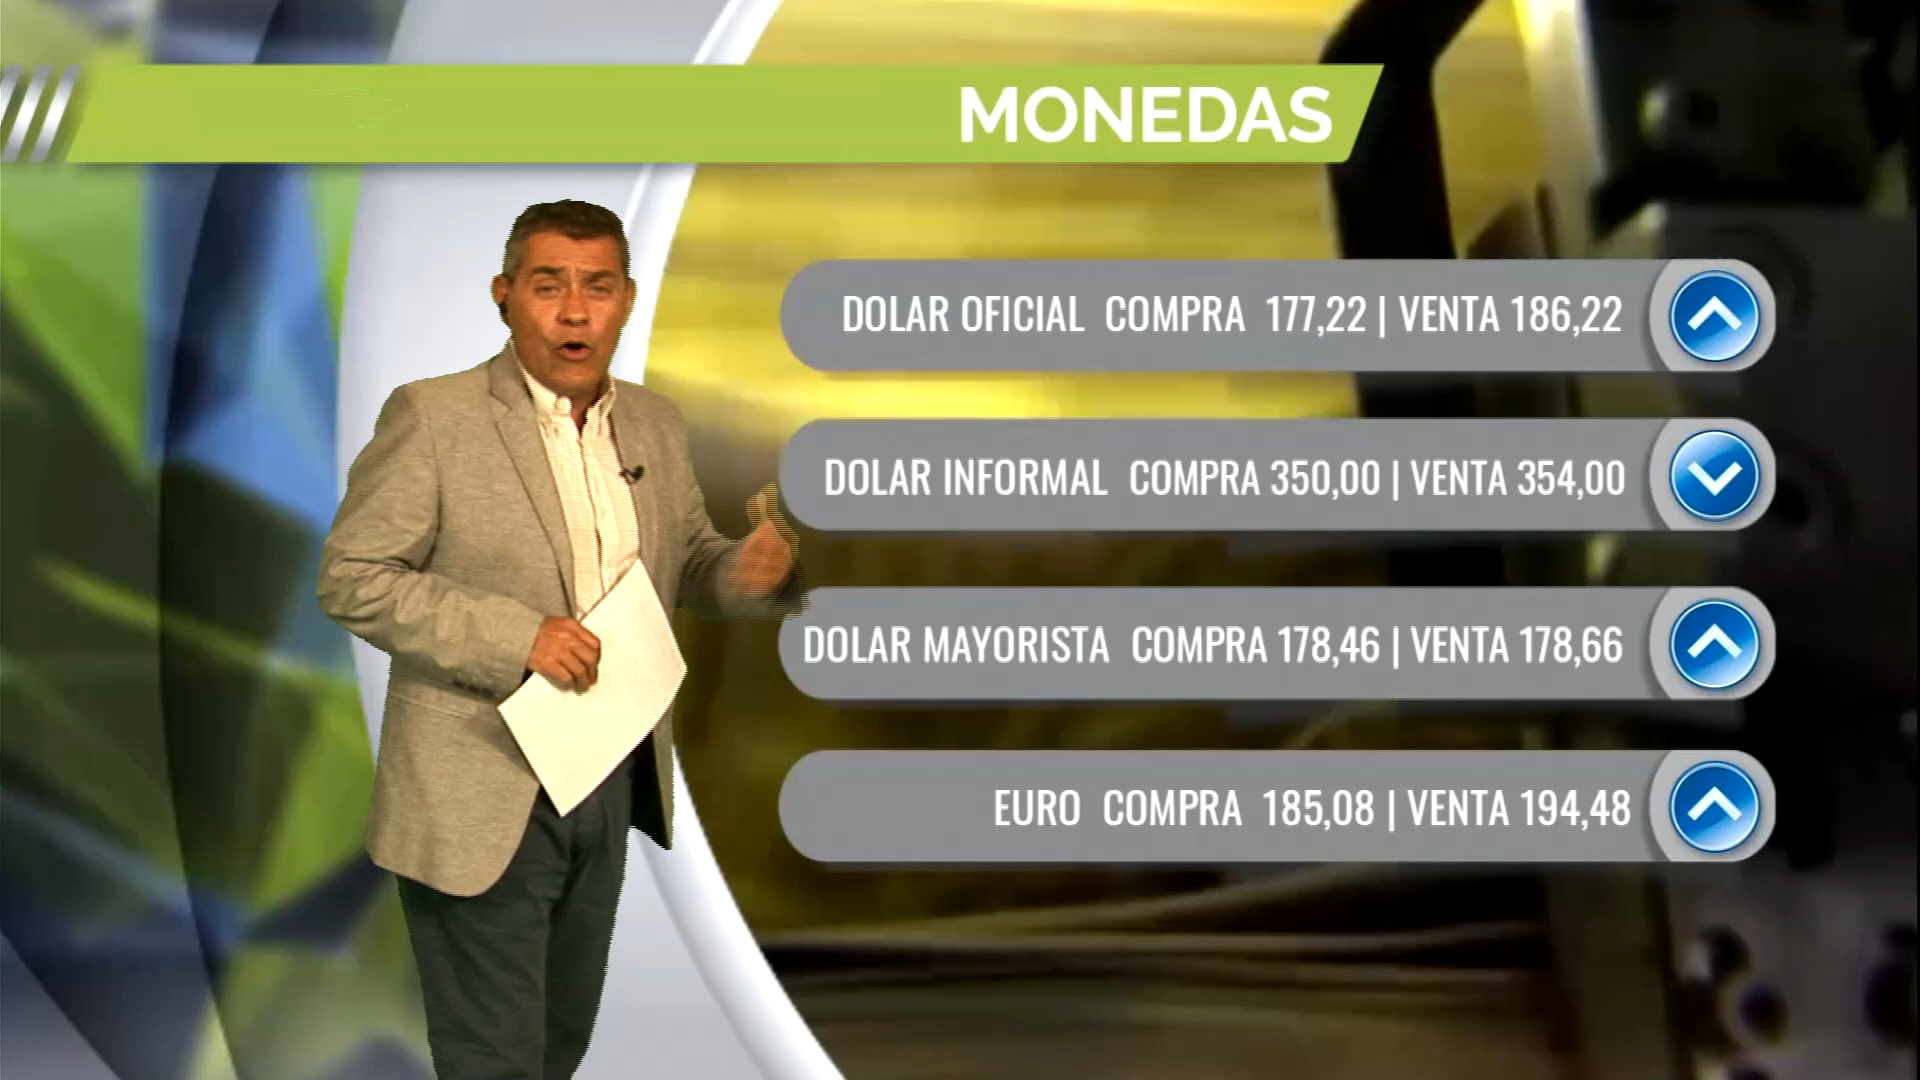 MONEDAS
DOLAR OFICIAL COMPRA 177,22 | VENTA 186,22
DOLAR INFORMAL COMPRA 350,00 | VENTA 354,00
DOLAR MAYORISTA COMPRA 178,46 | VENTA 178,66
EURO COMPRA 185,08 | VENTA 194,48